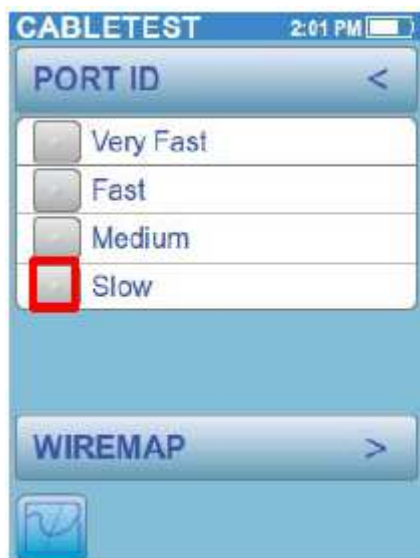 CABLETEST 2:01 PM
PORT ID <
Very Fast
Fast
Medium
Slow
WIREMAP >